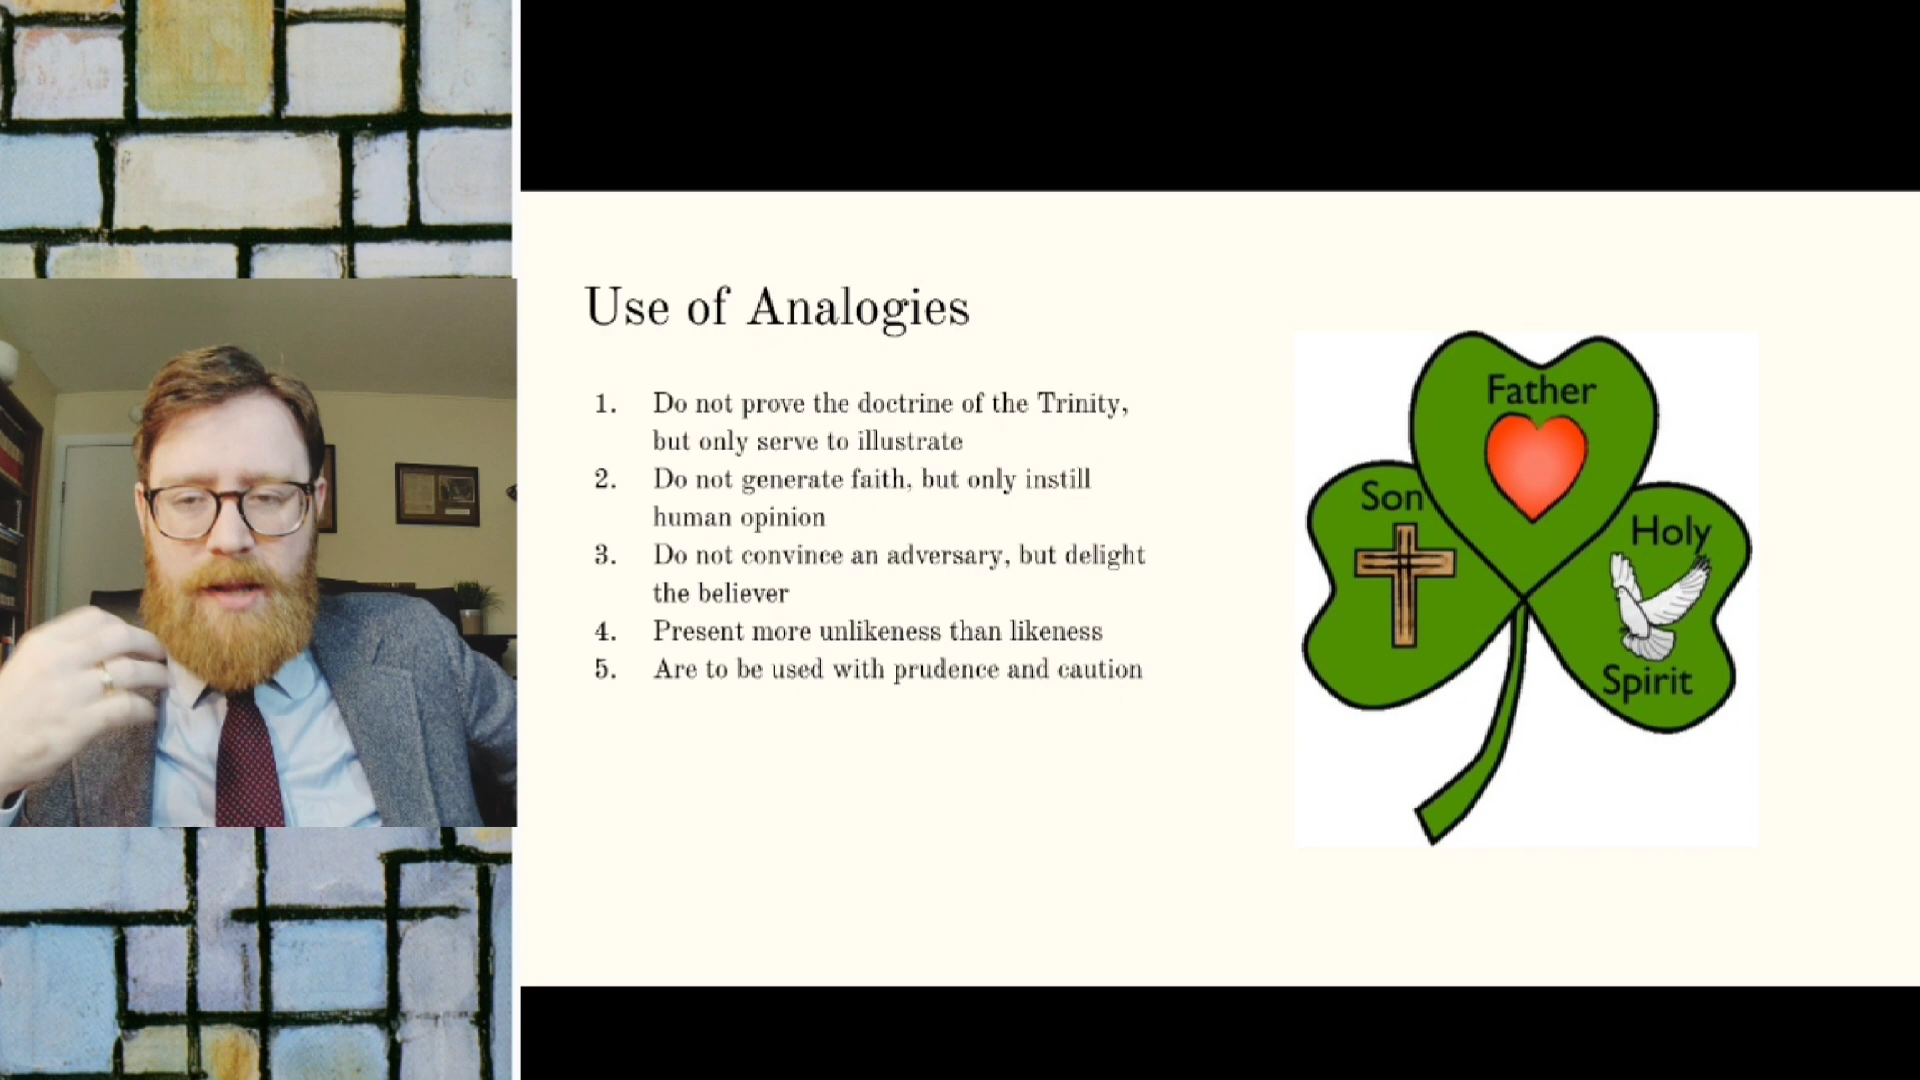 Use of Analogies
1. Do not prove the doctrine of the Trinity,
but only serve to illustrate
2. Do not generate faith, but only instill
human opinion
3. Do not convince an adversary, but delight
the believer
4. Present more unlikeness than likeness
5. Are to be used with prudence and caution
Father
Son
Holy
Spirit